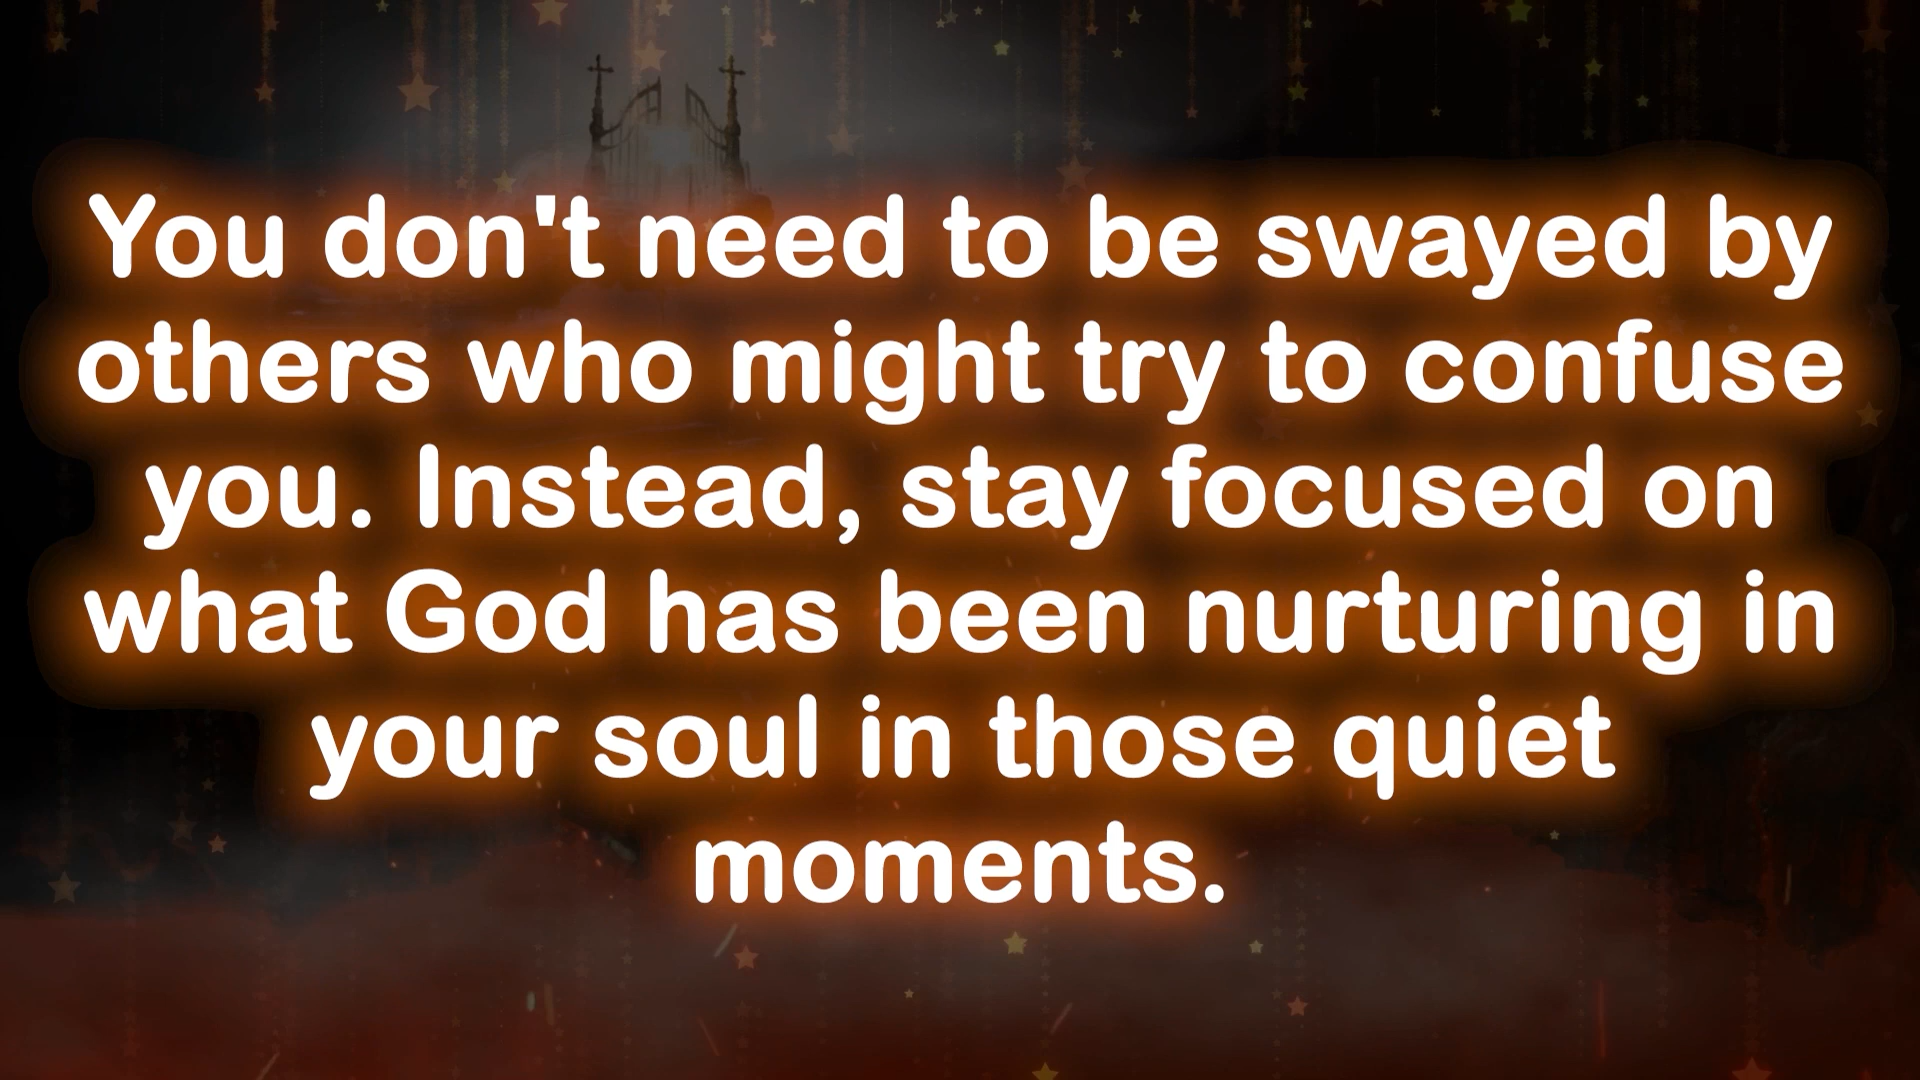 You don't need to be swayed by
others who might try to confuse
you. Instead, stay focused on
what God has been nurturing in
your soul in those quiet
moments.